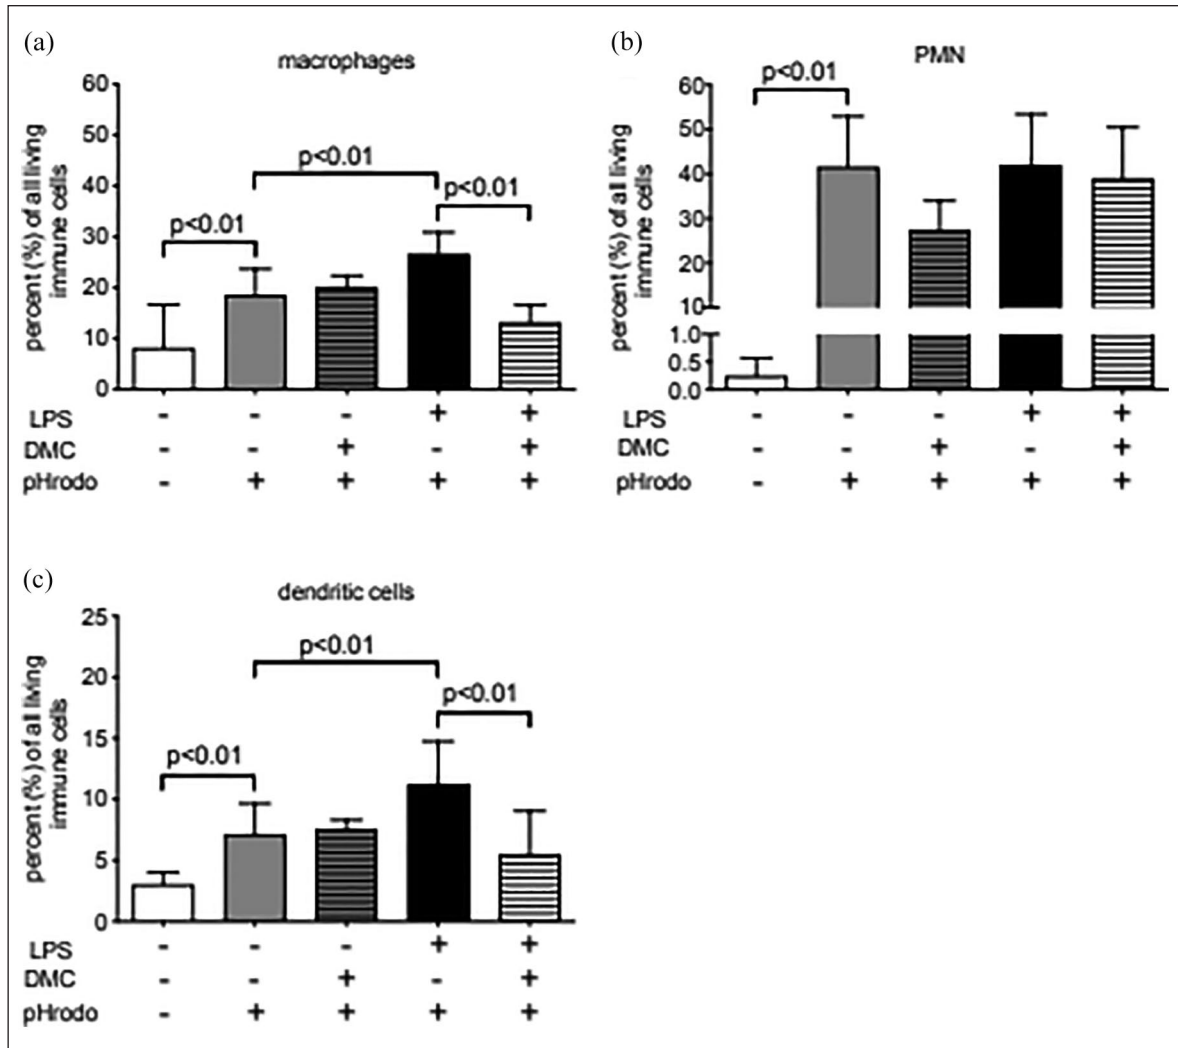 (a)
macrophages
percent (%) of all living
immune cells
60
50
40
30
20
10
0
p<0.01
p<0.01
p<0.01
LPS - - - + +
DMC - - + - +
pHrodo - + + + +
(b)
PMN
percent (%) of all living
immune cells
60
50
40
30
20
10
1.0
0.5
0.0
p<0.01
LPS - - - + +
DMC - - + - +
pHrodo - + + + +
(c)
dendritic cells
percent (%) of all living
immune cells
25
20
15
10
5
0
p<0.01
p<0.01
p<0.01
LPS - - - + +
DMC - - + - +
pHrodo - + + + +